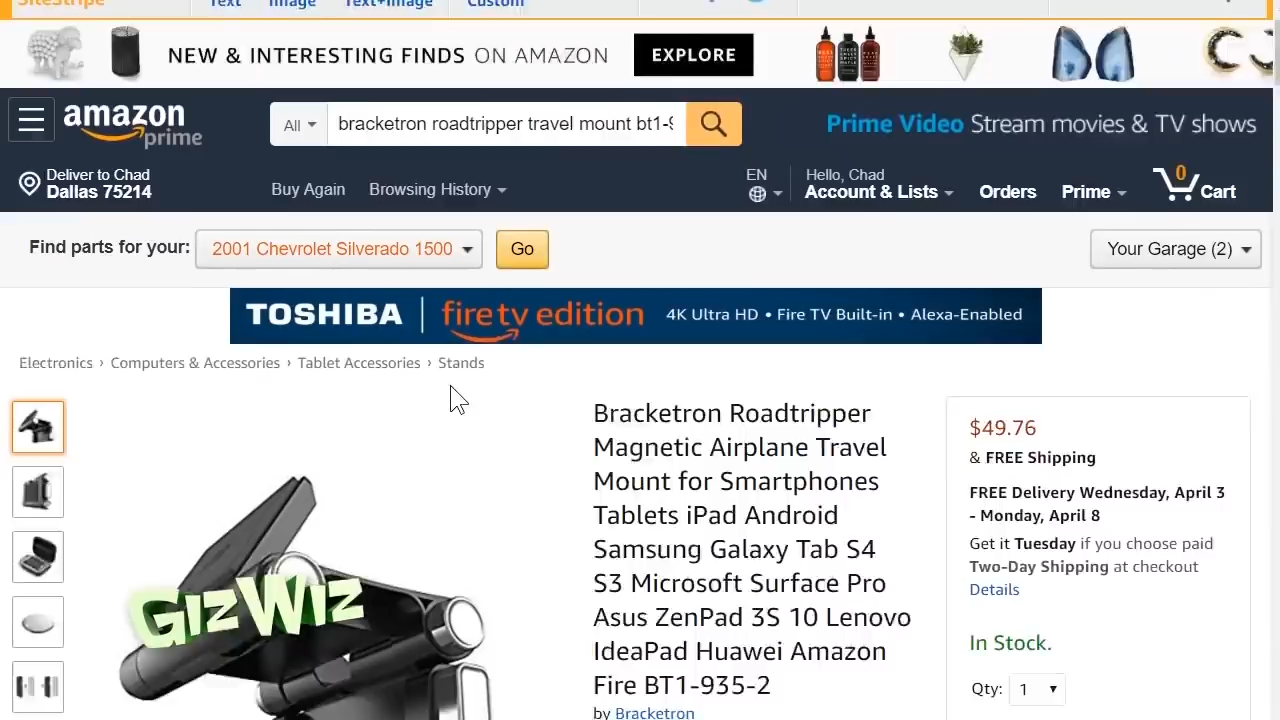 SiteStripe Text Image Text+Image Custom
NEW & INTERESTING FINDS ON AMAZON EXPLORE
amazon prime
All
bracketron roadtripper travel mount bt1-9
Prime Video Stream movies & TV shows
Deliver to Chad
Dallas 75214
Buy Again Browsing History
EN
Hello, Chad
Account & Lists
Orders
Prime
0
Cart
Find parts for your: 2001 Chevrolet Silverado 1500 Go Your Garage (2)
TOSHIBA fire tv edition 4K Ultra HD • Fire TV Built-in • Alexa-Enabled
Electronics › Computers & Accessories › Tablet Accessories › Stands
Bracketron Roadtripper
Magnetic Airplane Travel
Mount for Smartphones
Tablets iPad Android
Samsung Galaxy Tab S4
S3 Microsoft Surface Pro
Asus ZenPad 3S 10 Lenovo
IdeaPad Huawei Amazon
Fire BT1-935-2
by Bracketron
$49.76
& FREE Shipping
FREE Delivery Wednesday, April 3
- Monday, April 8
Get it Tuesday if you choose paid
Two-Day Shipping at checkout
Details
In Stock.
Qty: 1
GIZWIZ